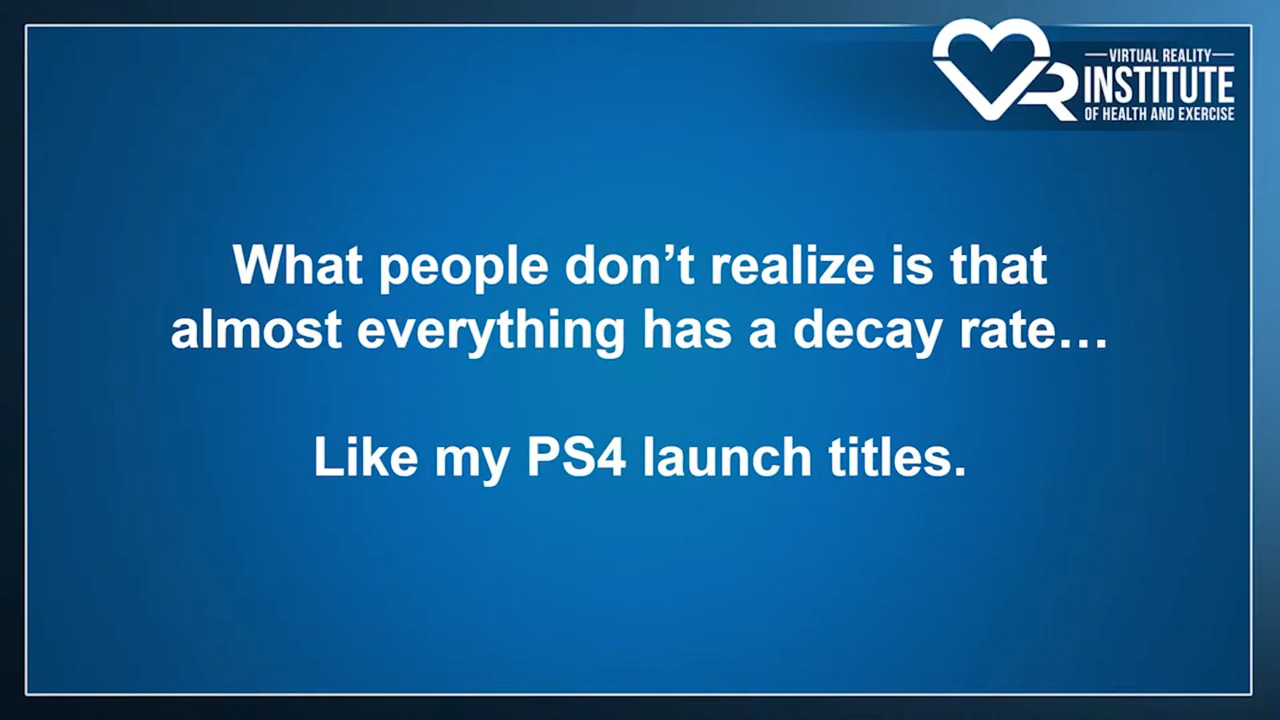 VIRTUAL REALITY
INSTITUTE
OF HEALTH AND EXERCISE
What people don’t realize is that
almost everything has a decay rate…
Like my PS4 launch titles.